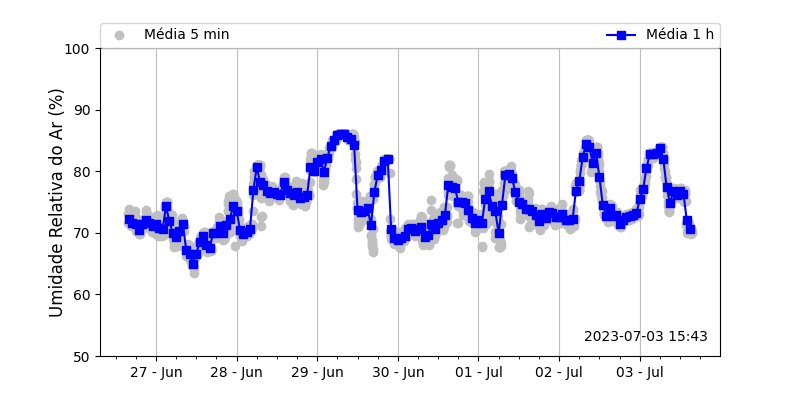 Média 5 min
Média 1 h
Umidade Relativa do Ar (%)
100
90
80
70
60
50
2023-07-03 15:43
27 - Jun
28 - Jun
29 - Jun
30 - Jun
01 - Jul
02 - Jul
03 - Jul